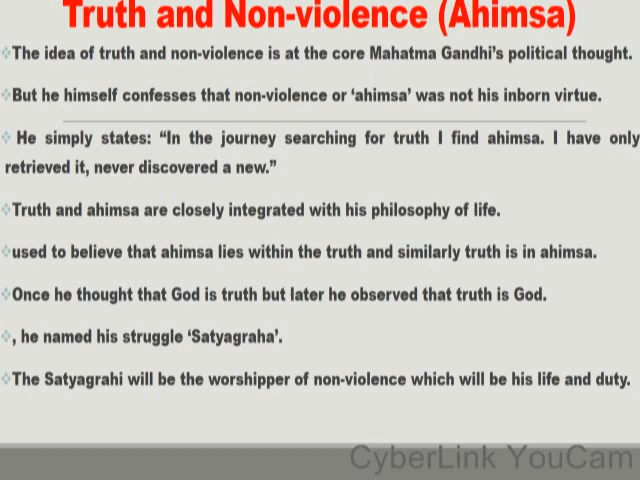 Truth and Non-violence (Ahimsa)
The idea of truth and non-violence is at the core Mahatma Gandhi's political thought.
But he himself confesses that non-violence or 'ahimsa' was not his inborn virtue.
He simply states: "In the journey searching for truth I find ahimsa. I have only
retrieved it, never discovered a new."
Truth and ahimsa are closely integrated with his philosophy of life.
used to believe that ahimsa lies within the truth and similarly truth is in ahimsa.
Once he thought that God is truth but later he observed that truth is God.
, he named his struggle 'Satyagraha'.
The Satyagrahi will be the worshipper of non-violence which will be his life and duty.
CyberLink YouCam